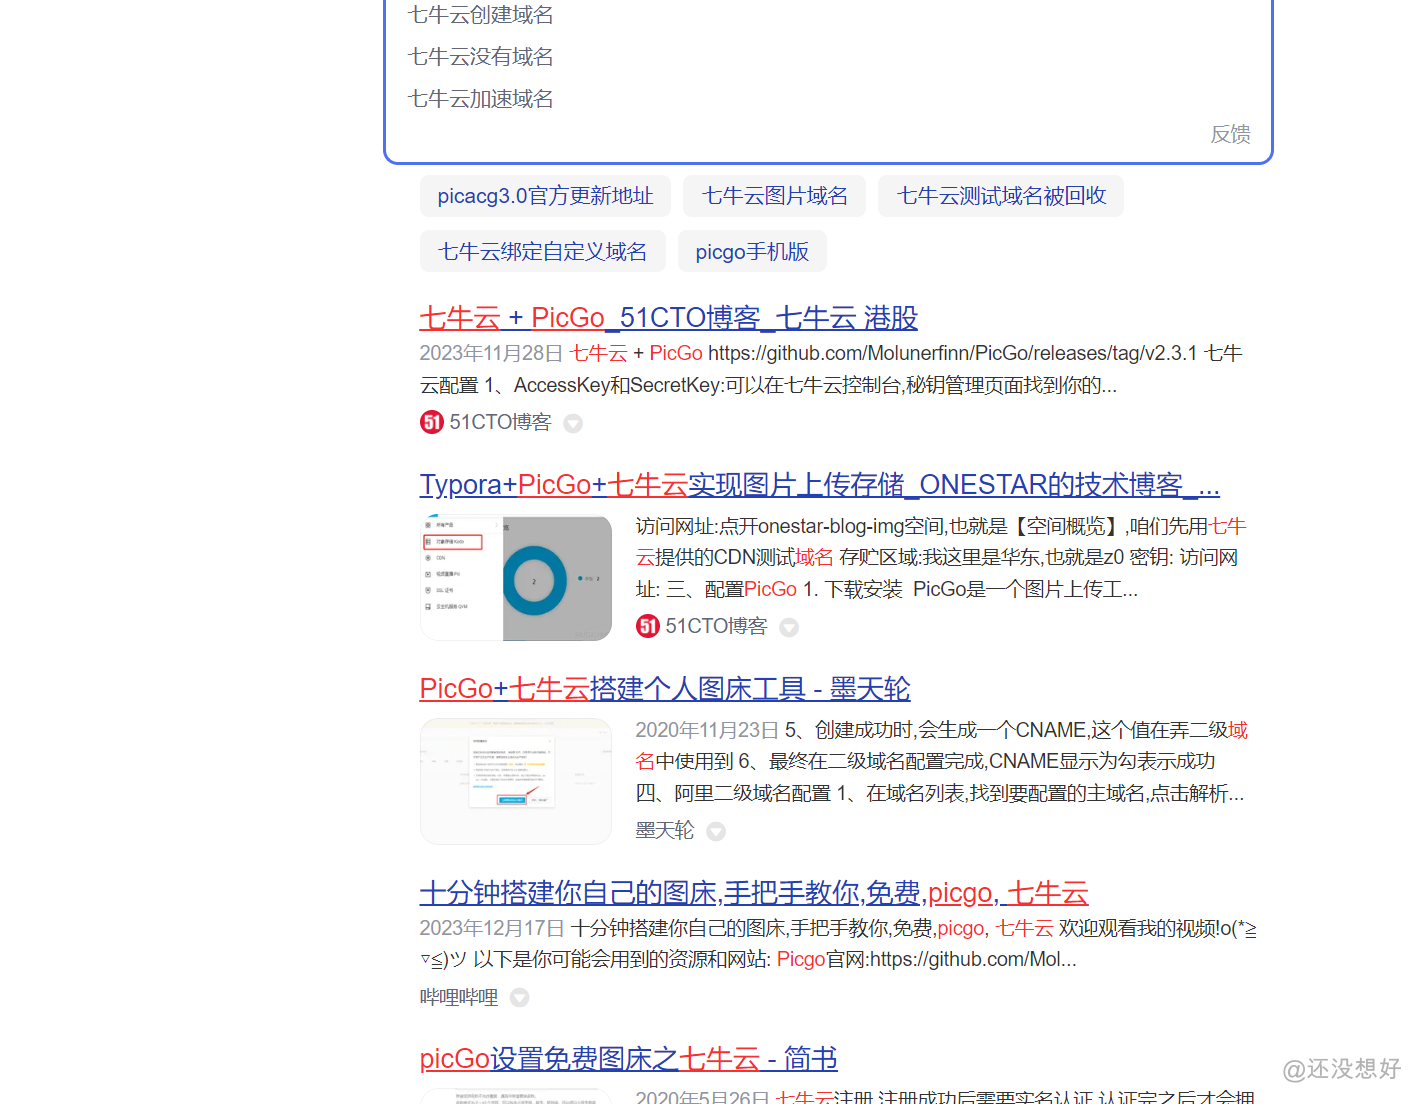 七牛云创建域名
七牛云没有域名
七牛云加速域名
反馈
picacg3.0官方更新地址 七牛云图片域名 七牛云测试域名被回收
七牛云绑定自定义域名 picgo手机版
七牛云 + PicGo_51CTO博客_七牛云 港股
2023年11月28日 七牛云 + PicGo https://github.com/Molunerfinn/PicGo/releases/tag/v2.3.1 七牛
云配置 1、AccessKey和SecretKey:可以在七牛云控制台,秘钥管理页面找到你的...
51 51CTO博客
Typora+PicGo+七牛云实现图片上传存储_ONESTAR的技术博客_...
访问网址:点开onestar-blog-img空间,也就是【空间概览】,咱们先用七牛
云提供的CDN测试域名 存贮区域:我这里是华东,也就是z0 密钥: 访问网
址: 三、配置PicGo 1. 下载安装 PicGo是一个图片上传工...
51 51CTO博客
PicGo+七牛云搭建个人图床工具 - 墨天轮
2020年11月23日 5、创建成功时,会生成一个CNAME,这个值在弄二级域
名中使用到 6、最终在二级域名配置完成,CNAME显示为勾表示成功
四、阿里二级域名配置 1、在域名列表,找到要配置的主域名,点击解析...
墨天轮
十分钟搭建你自己的图床,手把手教你,免费,picgo, 七牛云
2023年12月17日 十分钟搭建你自己的图床,手把手教你,免费,picgo, 七牛云 欢迎观看我的视频!o(*≧
▽≦)ツ 以下是你可能会用到的资源和网站: Picgo官网:https://github.com/Mol...
哔哩哔哩
picGo设置免费图床之七牛云 - 简书
2020年5月26日 七牛云注册 注册成功后需要实名认证,认证完之后才会拥
@还没想好